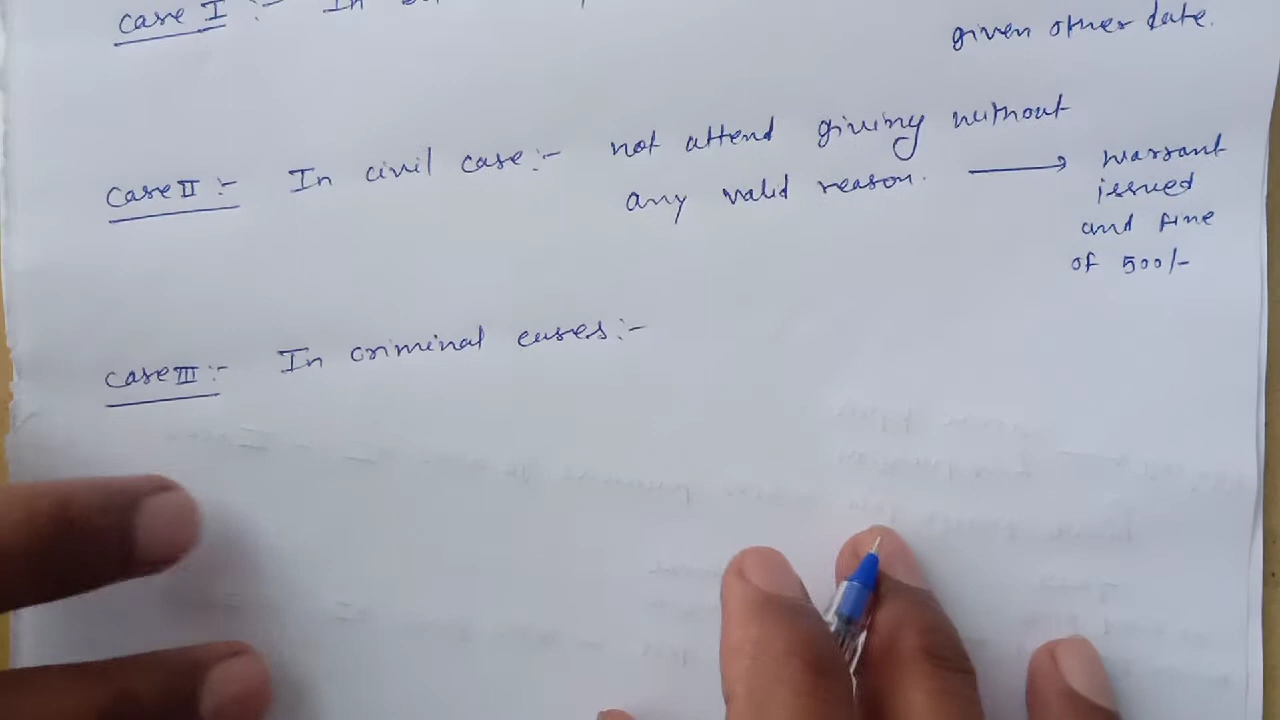 case I :- In
given other date.
case II :- In civil case:- not attend giving without
any valid reason. → warrant
issued
and fine
of 500/-
case III :- In criminal cases:-